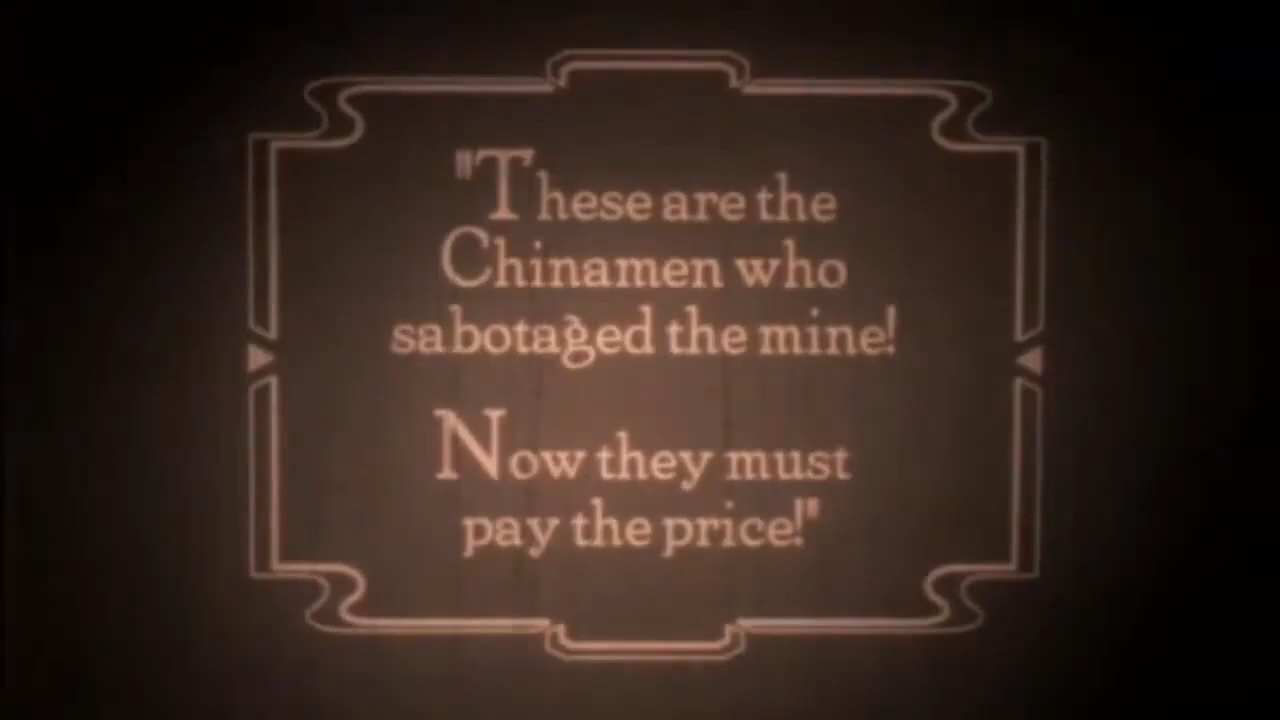 "These are the
Chinamen who
sabotaged the mine!
Now they must
pay the price!"